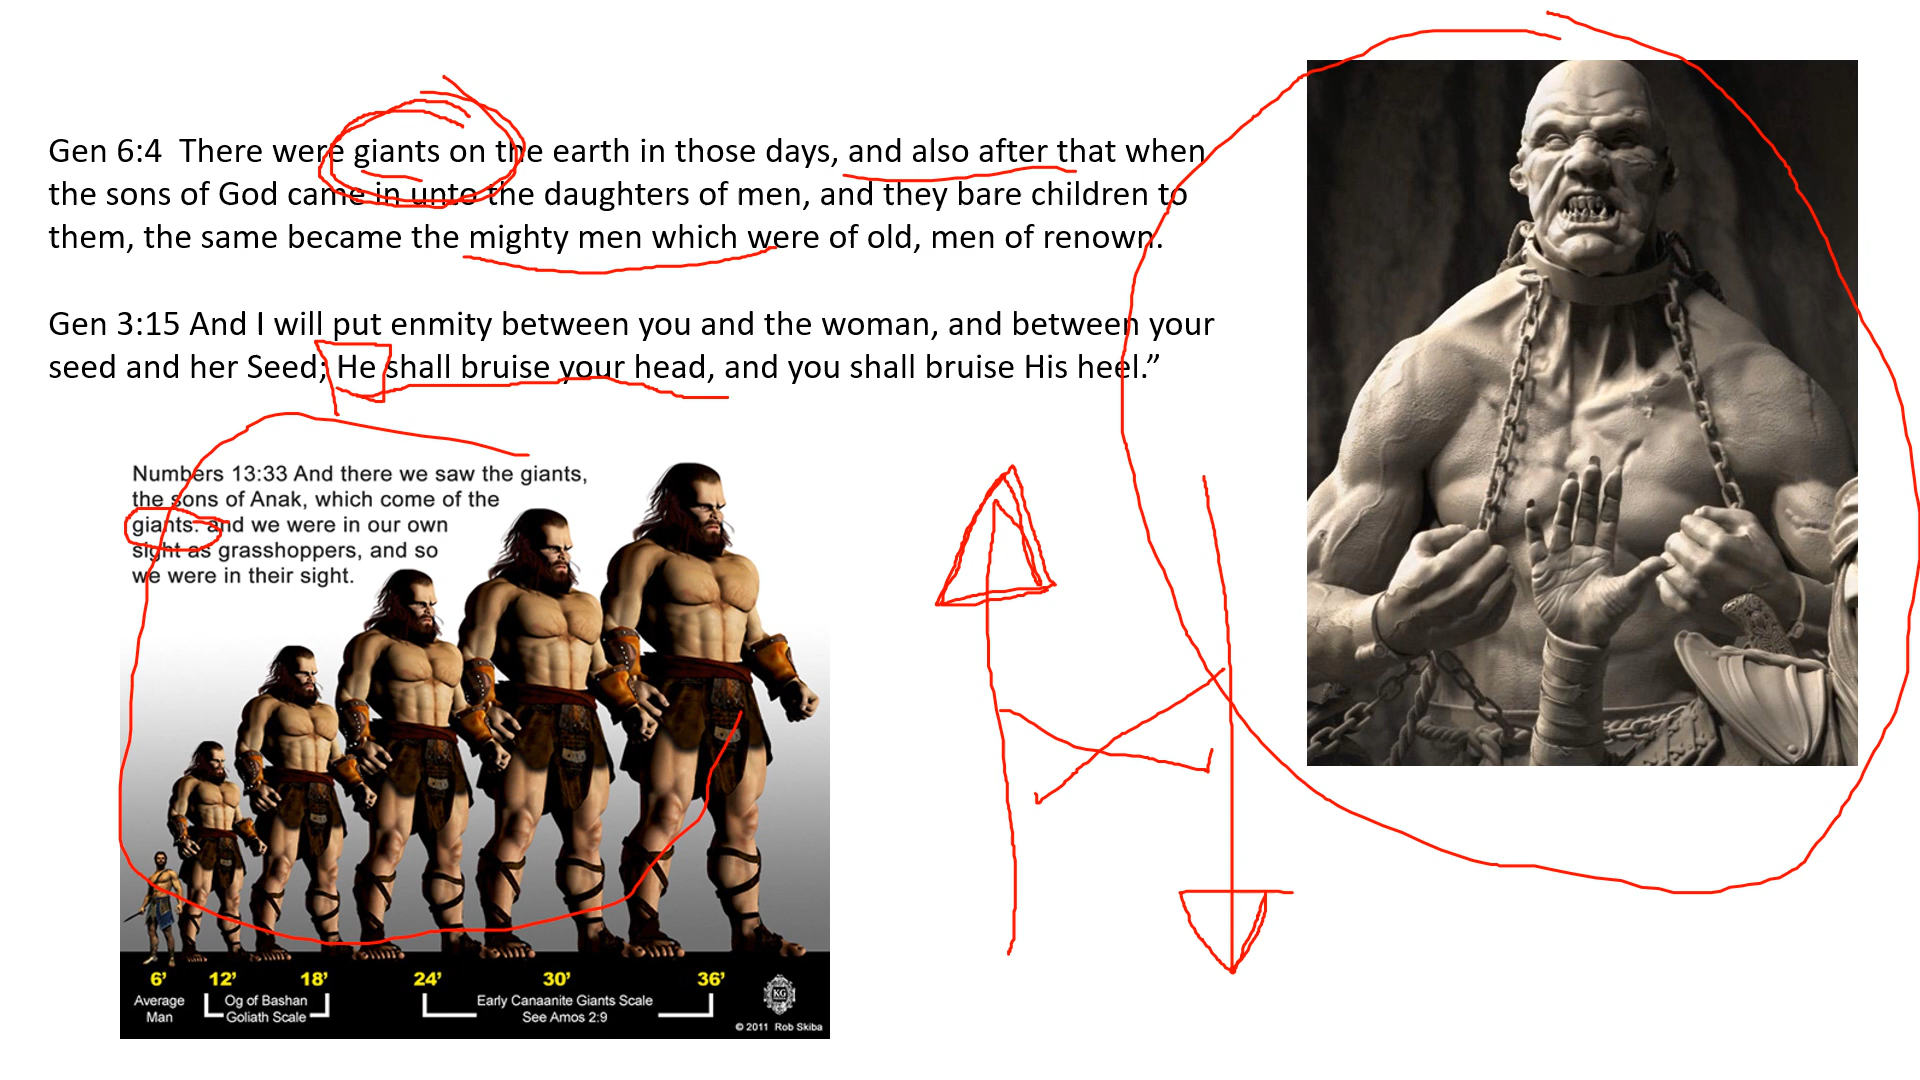 Gen 6:4  There were giants on the earth in those days, and also after that when
the sons of God came in unto the daughters of men, and they bare children to
them, the same became the mighty men which were of old, men of renown.
Gen 3:15 And I will put enmity between you and the woman, and between your
seed and her Seed; He shall bruise your head, and you shall bruise His heel.”
Numbers 13:33 And there we saw the giants,
the sons of Anak, which come of the
giants: and we were in our own
sight as grasshoppers, and so
we were in their sight.
6’ 12’ 18’ 24’ 30’ 36’
Average
Man
Og of Bashan
Goliath Scale
Early Canaanite Giants Scale
See Amos 2:9
KG
© 2011 Rob Skiba